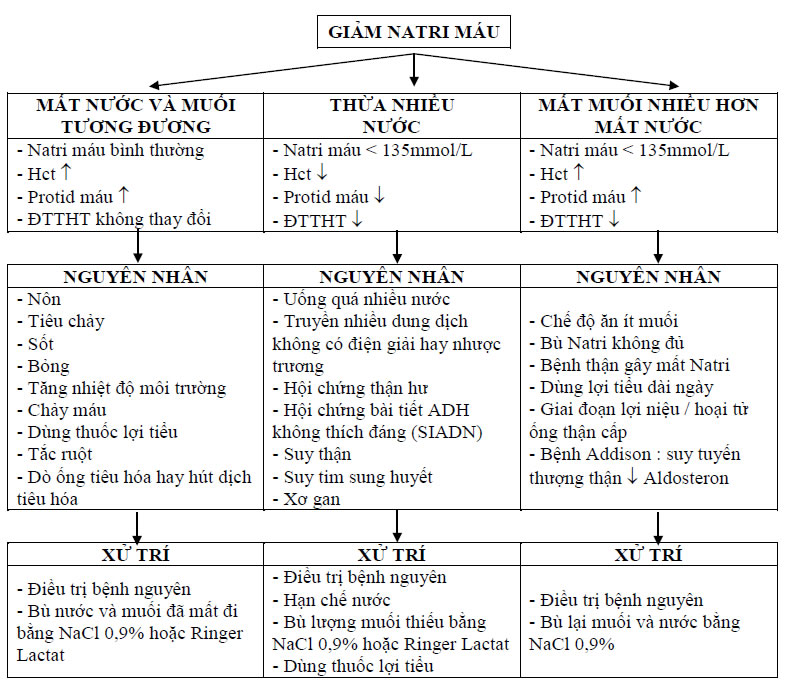 GIẢM NATRI MÁU
MẤT NƯỚC VÀ MUỐI
TƯƠNG ĐƯƠNG
- Natri máu bình thường
- Hct ↑
- Protid máu ↑
- ĐTTHT không thay đổi
THỪA NHIỀU
NƯỚC
- Natri máu < 135mmol/L
- Hct ↓
- Protid máu ↓
- ĐTTHT ↓
MẤT MUỐI NHIỀU HƠN
MẤT NƯỚC
- Natri máu < 135mmol/L
- Hct ↑
- Protid máu ↑
- ĐTTHT ↓
NGUYÊN NHÂN
- Nôn
- Tiêu chảy
- Sốt
- Bỏng
- Tăng nhiệt độ môi trường
- Chảy máu
- Dùng thuốc lợi tiểu
- Tắc ruột
- Dò ống tiêu hóa hay hút dịch
tiêu hóa
NGUYÊN NHÂN
- Uống quá nhiều nước
- Truyền nhiều dung dịch
không có điện giải hay nhược
trương
- Hội chứng thận hư
- Hội chứng bài tiết ADH
không thích đáng (SIADN)
- Suy thận
- Suy tim sung huyết
- Xơ gan
NGUYÊN NHÂN
- Chế độ ăn ít muối
- Bù Natri không đủ
- Bệnh thận gây mất Natri
- Dùng lợi tiểu dài ngày
- Giai đoạn lợi niệu / hoại tử
ống thận cấp
- Bệnh Addison : suy tuyến
thượng thận ↓ Aldosteron
XỬ TRÍ
- Điều trị bệnh nguyên
- Bù nước và muối đã mất đi
bằng NaCl 0,9% hoặc Ringer
Lactat
XỬ TRÍ
- Điều trị bệnh nguyên
- Hạn chế nước
- Bù lượng muối thiếu bằng
NaCl 0,9% hoặc Ringer Lactat
- Dùng thuốc lợi tiểu
XỬ TRÍ
- Điều trị bệnh nguyên
- Bù lại muối và nước bằng
NaCl 0,9%